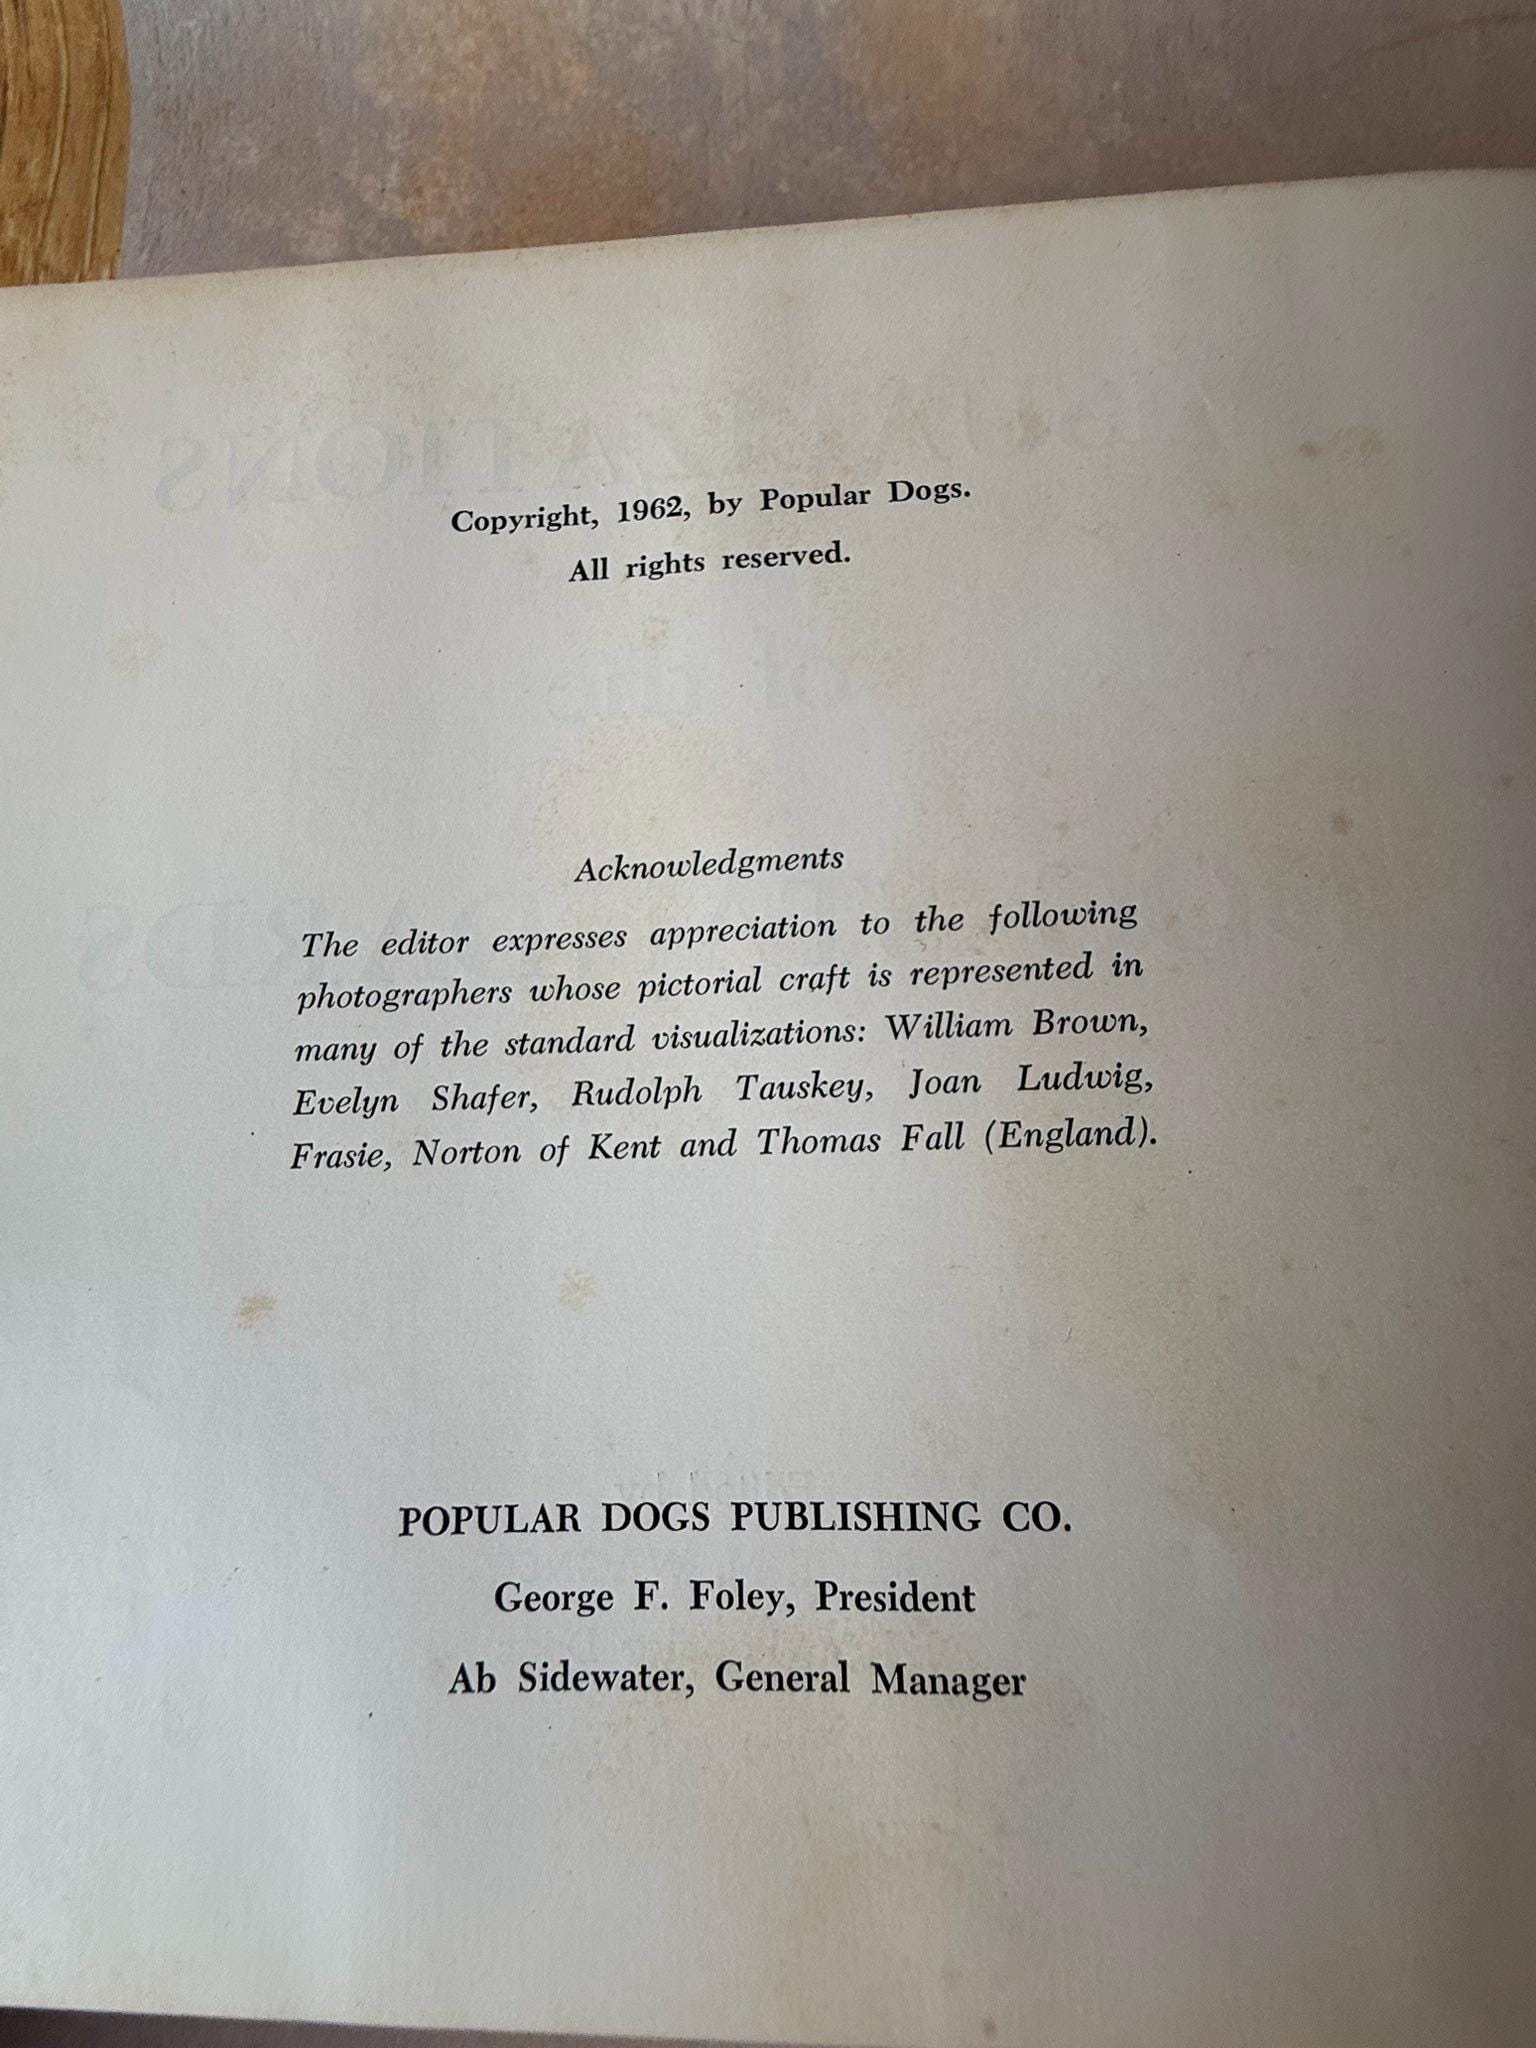 Copyright, 1962, by Popular Dogs.
All rights reserved.
Acknowledgments
The editor expresses appreciation to the following
photographers whose pictorial craft is represented in
many of the standard visualizations: William Brown,
Evelyn Shafer, Rudolph Tauskey, Joan Ludwig,
Frasie, Norton of Kent and Thomas Fall (England).
POPULAR DOGS PUBLISHING CO.
George F. Foley, President
Ab Sidewater, General Manager